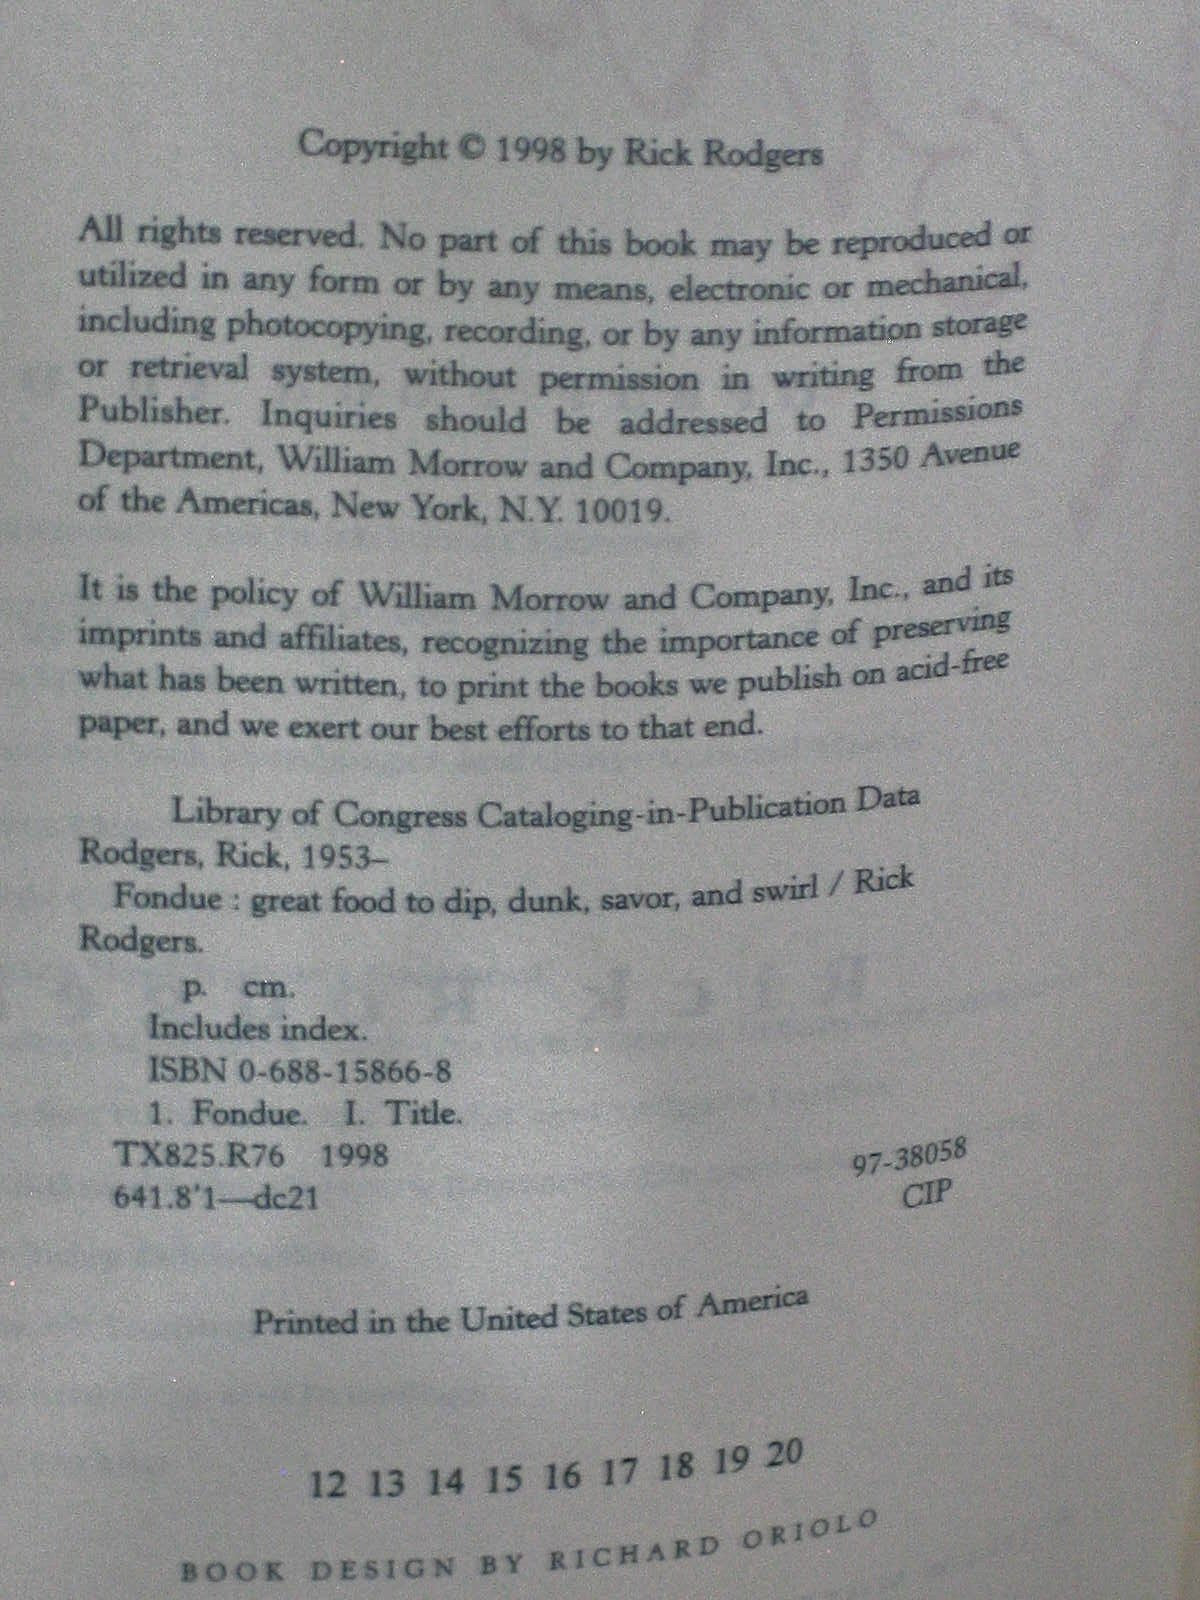 Copyright © 1998 by Rick Rodgers
All rights reserved. No part of this book may be reproduced or
utilized in any form or by any means, electronic or mechanical,
including photocopying, recording, or by any information storage
or retrieval system, without permission in writing from the
Publisher. Inquiries should be addressed to Permissions
Department, William Morrow and Company, Inc., 1350 Avenue
of the Americas, New York, N.Y. 10019.
It is the policy of William Morrow and Company, Inc., and its
imprints and affiliates, recognizing the importance of preserving
what has been written, to print the books we publish on acid-free
paper, and we exert our best efforts to that end.
Library of Congress Cataloging-in-Publication Data
Rodgers, Rick, 1953–
Fondue : great food to dip, dunk, savor, and swirl / Rick
Rodgers.
p. cm.
Includes index.
ISBN 0-688-15866-8
1. Fondue. I. Title.
TX825.R76 1998
97-38058
641.8'1—dc21
CIP
Printed in the United States of America
12 13 14 15 16 17 18 19 20
BOOK DESIGN BY RICHARD ORIOLO